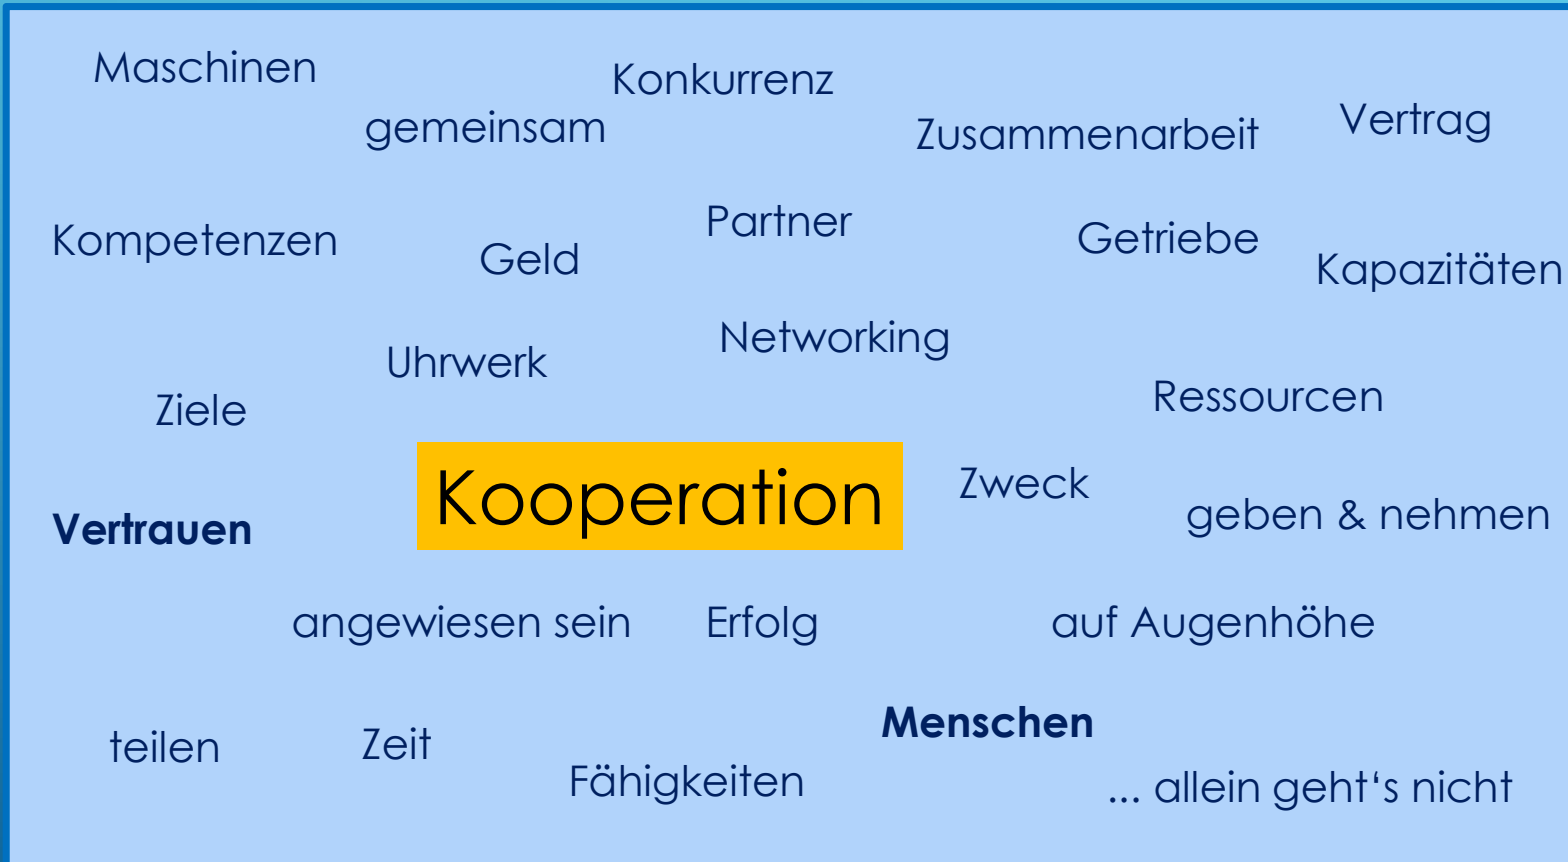 Maschinen
Konkurrenz
gemeinsam
Zusammenarbeit
Vertrag
Kompetenzen
Geld
Partner
Getriebe
Kapazitäten
Uhrwerk
Networking
Ziele
Ressourcen
Kooperation
Zweck
Vertrauen
geben & nehmen
angewiesen sein
Erfolg
auf Augenhöhe
teilen
Zeit
Menschen
Fähigkeiten
... allein geht‘s nicht